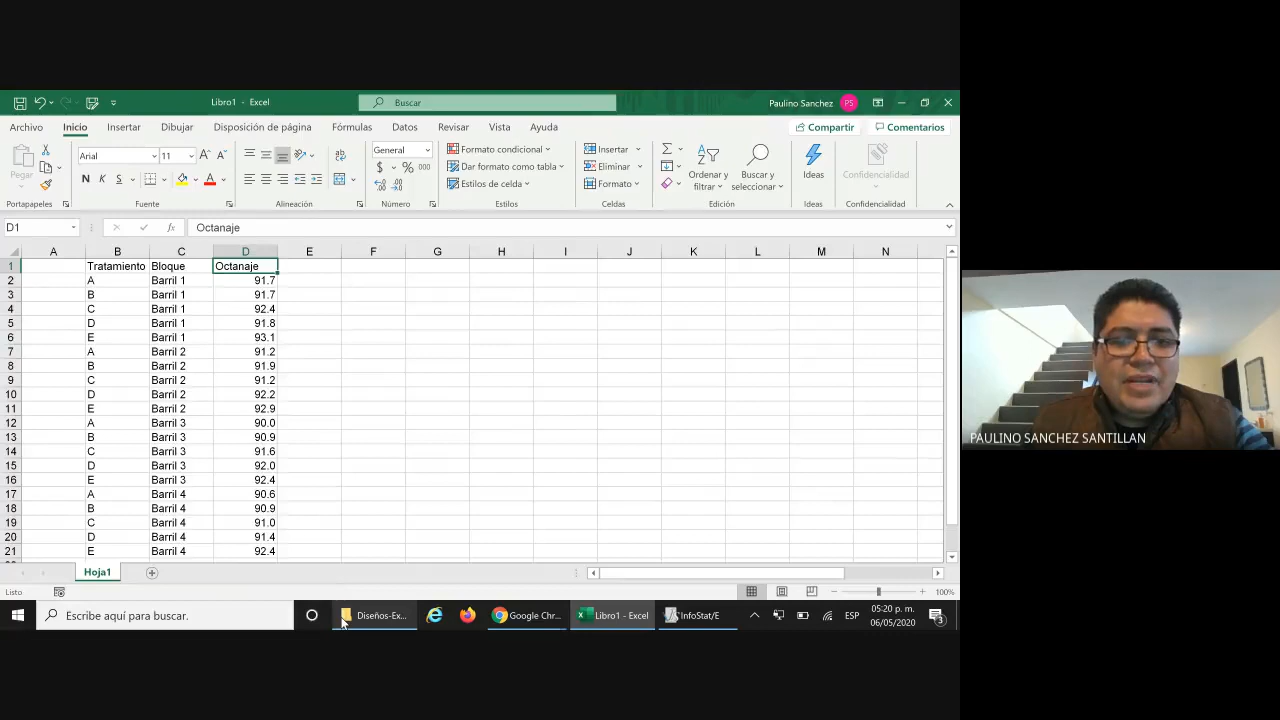 Libro1 - Excel
Buscar
Paulino Sanchez PS
Archivo Inicio Insertar Dibujar Disposición de página Fórmulas Datos Revisar Vista Ayuda Compartir Comentarios
Pegar
Arial 11
N K S
General
$ % 000
Formato condicional
Dar formato como tabla
Estilos de celda
Insertar
Eliminar
Formato
Ordenar y filtrar
Buscar y seleccionar
Ideas
Confidencialidad
Portapapeles Fuente Alineación Número Estilos Celdas Edición Ideas Confidencialidad
D1 fx Octanaje
A B C D E F G H I J K L M N
1 Tratamiento Bloque Octanaje
2 A Barril 1 91.7
3 B Barril 1 91.7
4 C Barril 1 92.4
5 D Barril 1 91.8
6 E Barril 1 93.1
7 A Barril 2 91.2
8 B Barril 2 91.9
9 C Barril 2 91.2
10 D Barril 2 92.2
11 E Barril 2 92.9
12 A Barril 3 90.0
13 B Barril 3 90.9
14 C Barril 3 91.6
15 D Barril 3 92.0
16 E Barril 3 92.4
17 A Barril 4 90.6
18 B Barril 4 90.9
19 C Barril 4 91.0
20 D Barril 4 91.4
21 E Barril 4 92.4
Hoja1
Listo
100%
Escribe aquí para buscar.
Diseños-Ex...
Google Chr...
Libro1 - Excel
InfoStat/E
ESP
05:20 p. m.
06/05/2020
3
PAULINO SANCHEZ SANTILLAN